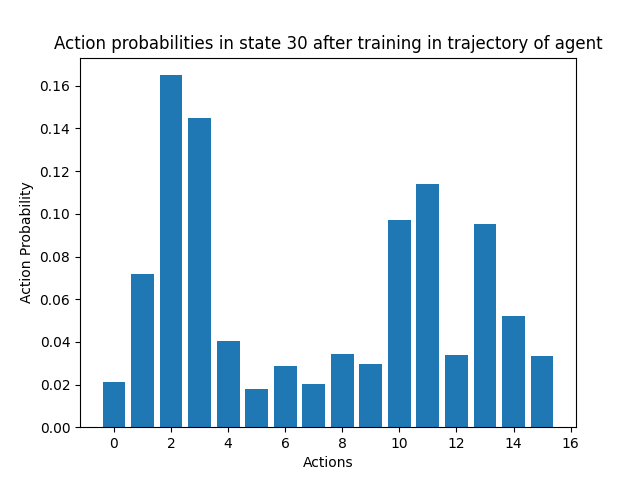 Action probabilities in state 30 after training in trajectory of agent
0.16
0.14
0.12
0.10
0.08
0.06
0.04
0.02
0.00
Action Probability
0 2 4 6 8 10 12 14 16
Actions